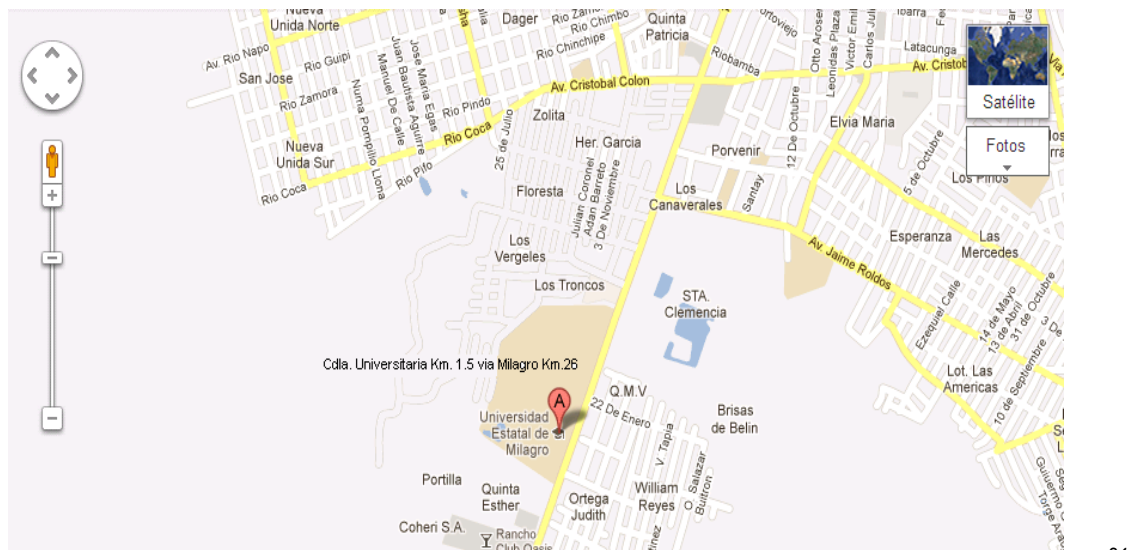 Nueva
Unida Norte
Dager
Rio Chimbo
Quinta
Patricia
Portoviejo
Otto Arosemena
Leonidas Plaza
Latacunga
Riobamba
Av. Rio Napo
Rio Guipi
Rio Chinchipe
San Jose
Jose Maria Egas
Juan Bautista Aguirre
Manuel De Calle
Numa Pompilio Llona
Rio Zamora
Rio Pindo
Av. Cristobal Colon
Satélite
Fotos
Zolita
Rio Coca
25 de Julio
Her. Garcia
Elvia Maria
12 De Octubre
Porvenir
Nueva
Unida Sur
Rio Coca
Rio Pifo
Floresta
Julian Coronel
Adan Barreto
3 De Noviembre
Los
Canaverales
Santay
5 de Octubre
Los Pinos
Los
Vergeles
Esperanza
Las
Mercedes
Av. Jaime Roldos
Los Troncos
STA.
Clemencia
Ezequiel Calle
14 de Mayo
13 de Abril
31 de Octubre
Cdla. Universitaria Km. 1.5 via Milagro Km.26
Lot. Las
Americas
10 de Septiembre
A
Q.M.V
22 De Enero
Universidad
Estatal de
Milagro
Brisas
de Belin
V. Tapia
O. Salazar
Buitron
Portilla
Quinta
Esther
Ortega
Judith
William
Reyes
Coheri S.A.
Rancho
Club Oasis